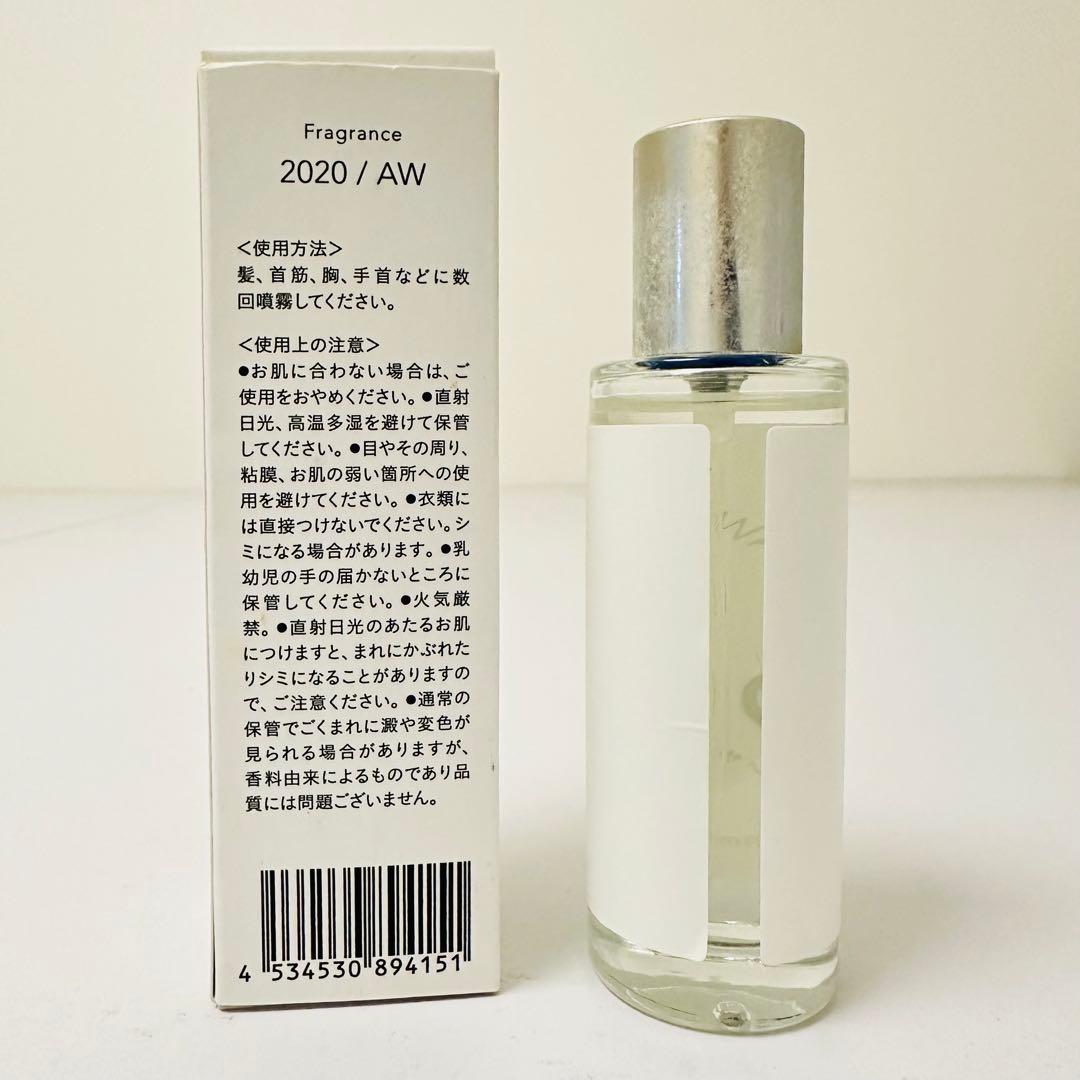 Fragrance
2020 / AW
＜使用方法＞
髪、首筋、胸、手首などに数
回噴霧してください。
＜使用上の注意＞
●お肌に合わない場合は、ご
使用をおやめください。●直射
日光、高温多湿を避けて保管
してください。●目やその周り、
粘膜、お肌の弱い箇所への使
用を避けてください。●衣類に
は直接つけないでください。シ
ミになる場合があります。●乳
幼児の手の届かないところに
保管してください。●火気厳
禁。●直射日光のあたるお肌
につけますと、まれにかぶれた
りシミになることがありますの
で、ご注意ください。●通常の
保管でごくまれに澱や変色が
見られる場合がありますが、
香料由来によるものであり品
質には問題ございません。
4 534530 894151